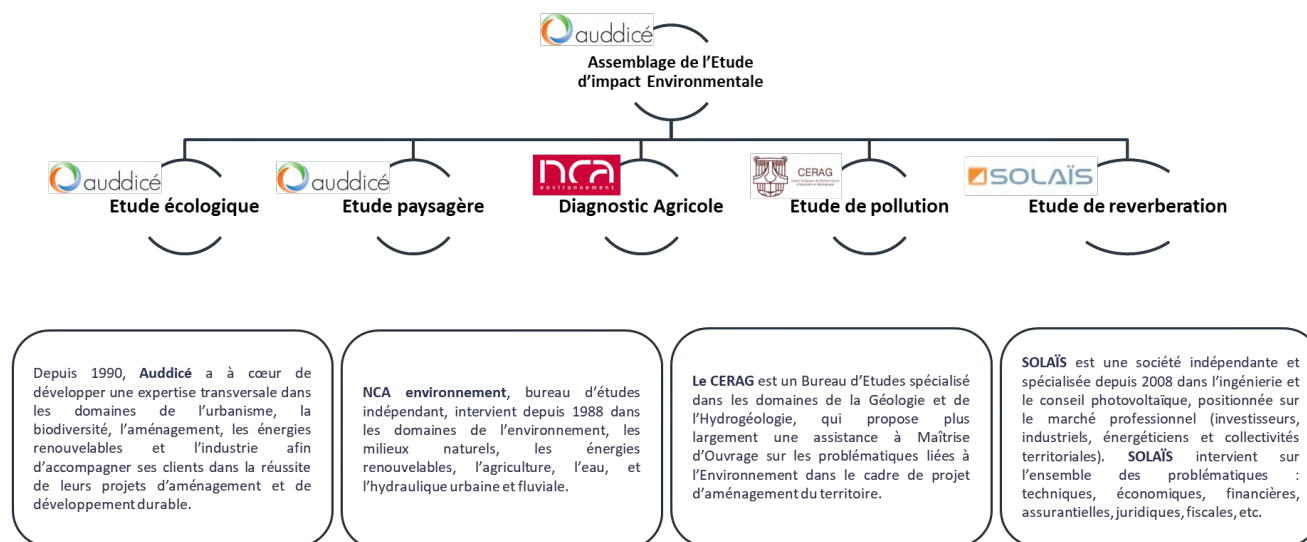 auddicé
Assemblage de l’Etude
d’impact Environmentale
auddicé
Etude écologique
auddicé
Etude paysagère
nca
environnement
Diagnostic Agricole
CERAG
Etude de pollution
SOLAÏS
Etude de reverberation
Depuis 1990, Auddicé a à cœur de
développer une expertise transversale dans
les domaines de l’urbanisme, la
biodiversité, l’aménagement, les énergies
renouvelables et l’industrie afin
d’accompagner ses clients dans la réussite
de leurs projets d’aménagement et de
développement durable.
NCA environnement, bureau d’études
indépendant, intervient depuis 1988 dans
les domaines de l’environnement, les
milieux naturels, les énergies
renouvelables, l’agriculture, l’eau, et
l’hydraulique urbaine et fluviale.
Le CERAG est un Bureau d’Etudes spécialisé
dans les domaines de la Géologie et de
l’Hydrogéologie, qui propose plus
largement une assistance à Maîtrise
d’Ouvrage sur les problématiques liées à
l’Environnement dans le cadre de projet
d’aménagement du territoire.
SOLAÏS est une société indépendante et
spécialisée depuis 2008 dans l’ingénierie et
le conseil photovoltaïque, positionnée sur
le marché professionnel (investisseurs,
industriels, énergéticiens et collectivités
territoriales). SOLAÏS intervient sur
l’ensemble des problématiques :
techniques, économiques, financières,
assurantielles, juridiques, fiscales, etc.